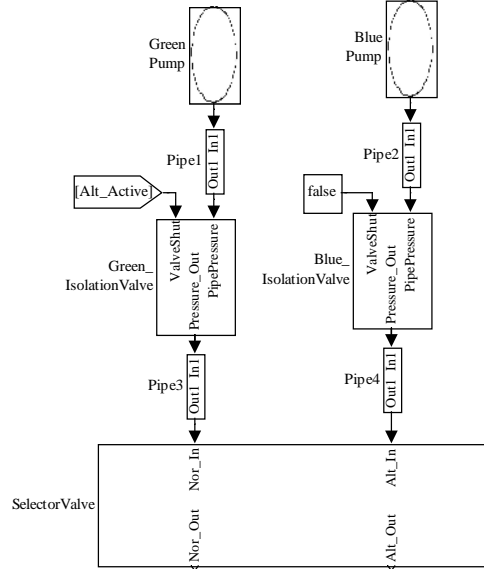 Green
Pump
Blue
Pump
Pipe1
Out1 In1
Pipe2
Out1 In1
[Alt_Active]
false
Green_
IsolationValve
ValveShut
Pressure_Out
PipePressure
Blue_
IsolationValve
ValveShut
Pressure_Out
PipePressure
Pipe3
Out1 In1
Pipe4
Out1 In1
SelectorValve
Nor_Out Nor_In
Alt_Out Alt_In